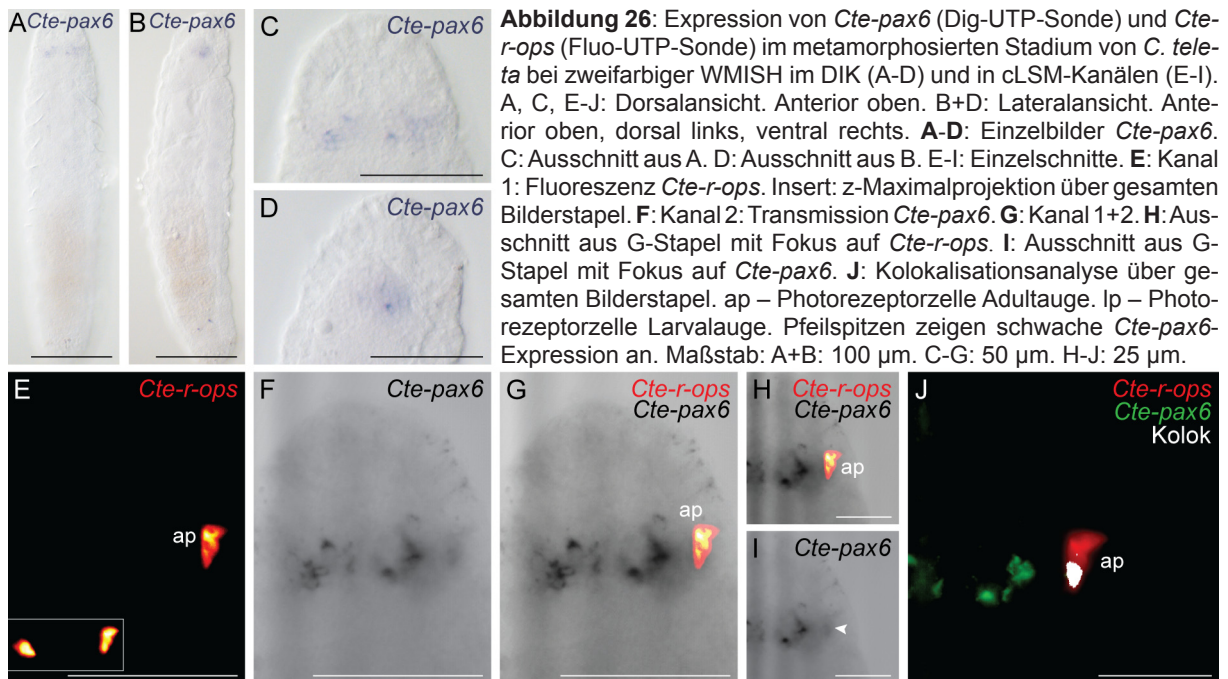 A Cte-pax6
B Cte-pax6
C Cte-pax6
D Cte-pax6
Abbildung 26: Expression von Cte-pax6 (Dig-UTP-Sonde) und Cte-
r-ops (Fluo-UTP-Sonde) im metamorphosierten Stadium von C. tele-
ta bei zweifarbiger WMISH im DIK (A-D) und in cLSM-Kanälen (E-I).
A, C, E-J: Dorsalansicht. Anterior oben. B+D: Lateralansicht. Ante-
rior oben, dorsal links, ventral rechts. A-D: Einzelbilder Cte-pax6.
C: Ausschnitt aus A. D: Ausschnitt aus B. E-I: Einzelschnitte. E: Kanal
1: Fluoreszenz Cte-r-ops. Insert: z-Maximalprojektion über gesamten
Bilderstapel. F: Kanal 2: Transmission Cte-pax6. G: Kanal 1+2. H: Aus-
schnitt aus G-Stapel mit Fokus auf Cte-r-ops. I: Ausschnitt aus G-
Stapel mit Fokus auf Cte-pax6. J: Kolokalisationsanalyse über ge-
samten Bilderstapel. ap – Photorezeptorzelle Adultauge. lp – Photo-
rezeptorzelle Larvalauge. Pfeilspitzen zeigen schwache Cte-pax6-
Expression an. Maßstab: A+B: 100 µm. C-G: 50 µm. H-J: 25 µm.
E Cte-r-ops
ap
F Cte-pax6
G Cte-r-ops
Cte-pax6
ap
H Cte-r-ops
Cte-pax6
ap
I Cte-pax6
J Cte-r-ops
Cte-pax6
Kolok
ap